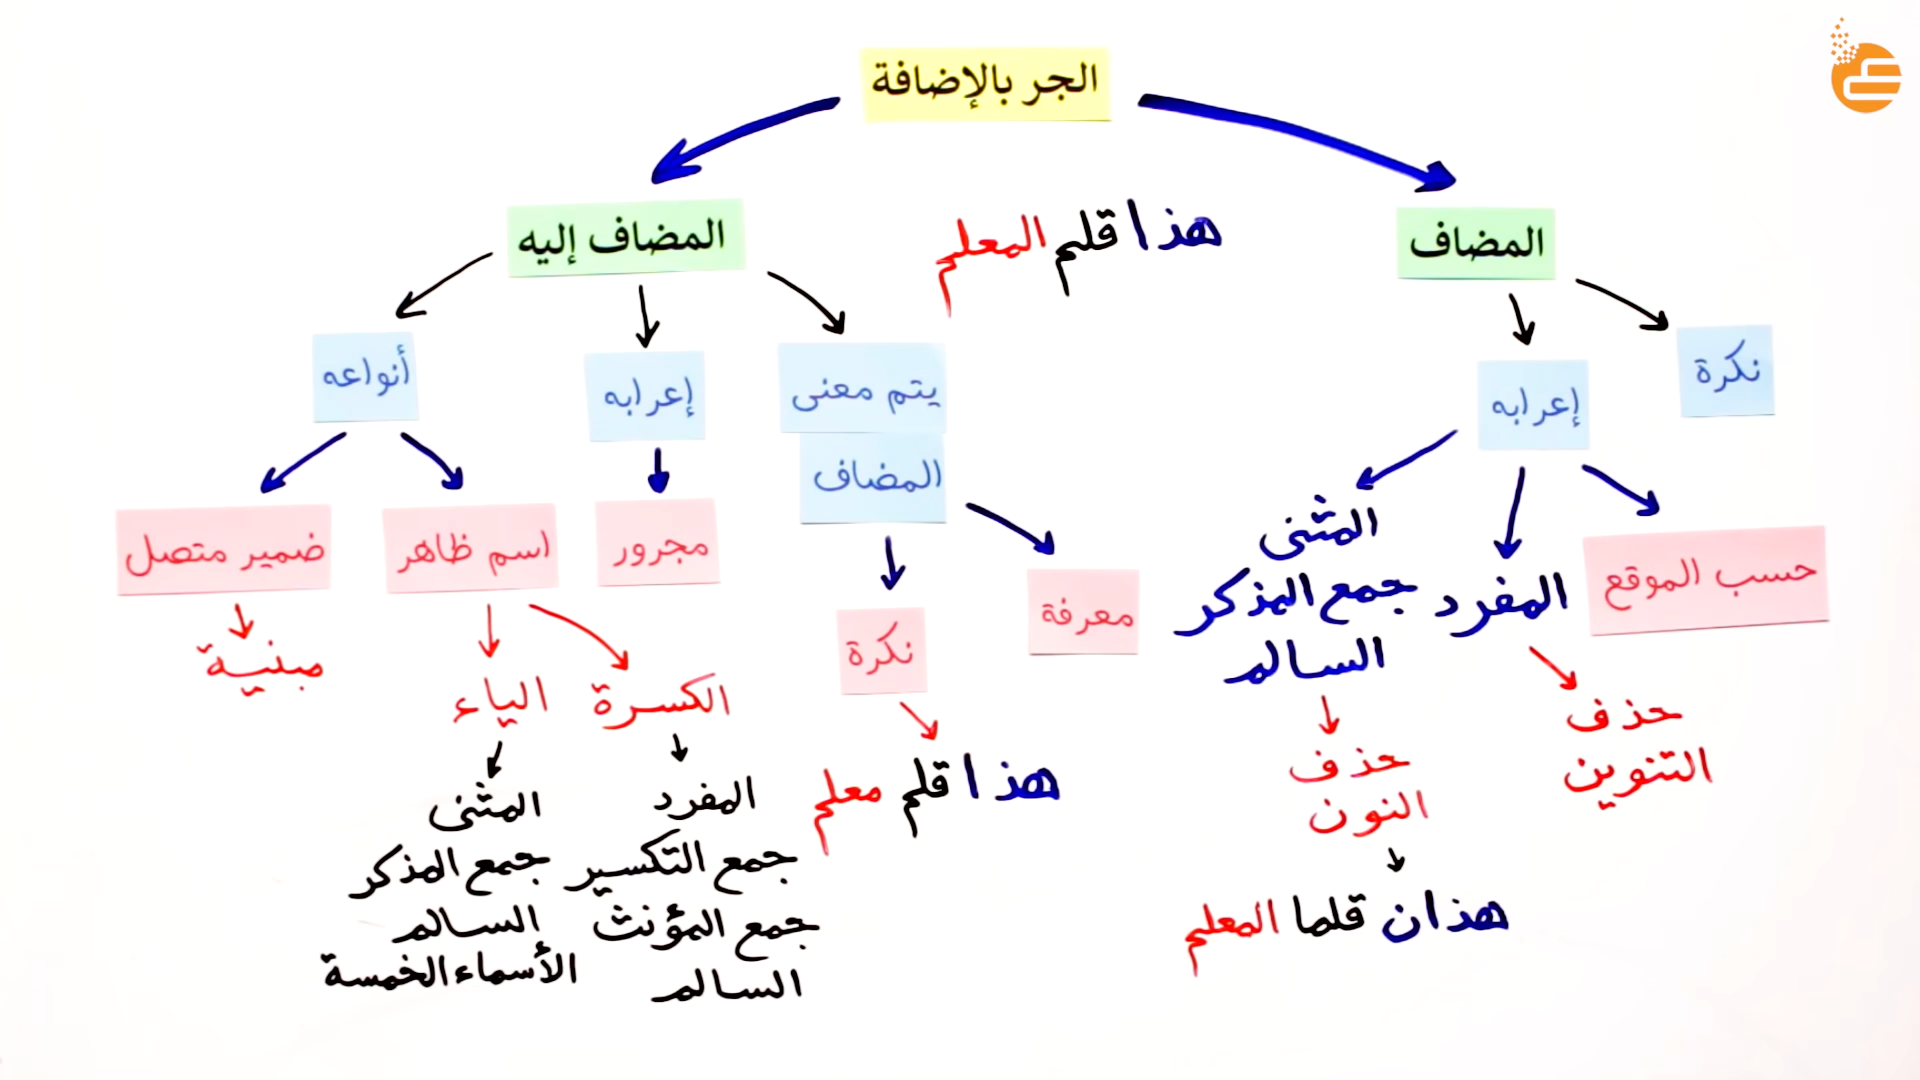 الجر بالإضافة
المضاف
المضاف إليه
هذا قلم المعلم
نكرة
إعرابه
يتم معنى
المضاف
إعرابه
أنواعه
حسب الموقع
المفرد
المثنى
جمع المذكر
السالم
معرفة
نكرة
مجرور
اسم ظاهر
ضمير متصل
حذف
التنوين
حذف
النون
هذان قلما المعلم
هذا قلم معلم
الكسرة
الياء
مبنية
المفرد
جمع التكسير
جمع المؤنث
السالم
المثنى
جمع المذكر
السالم
الأسماء الخمسة